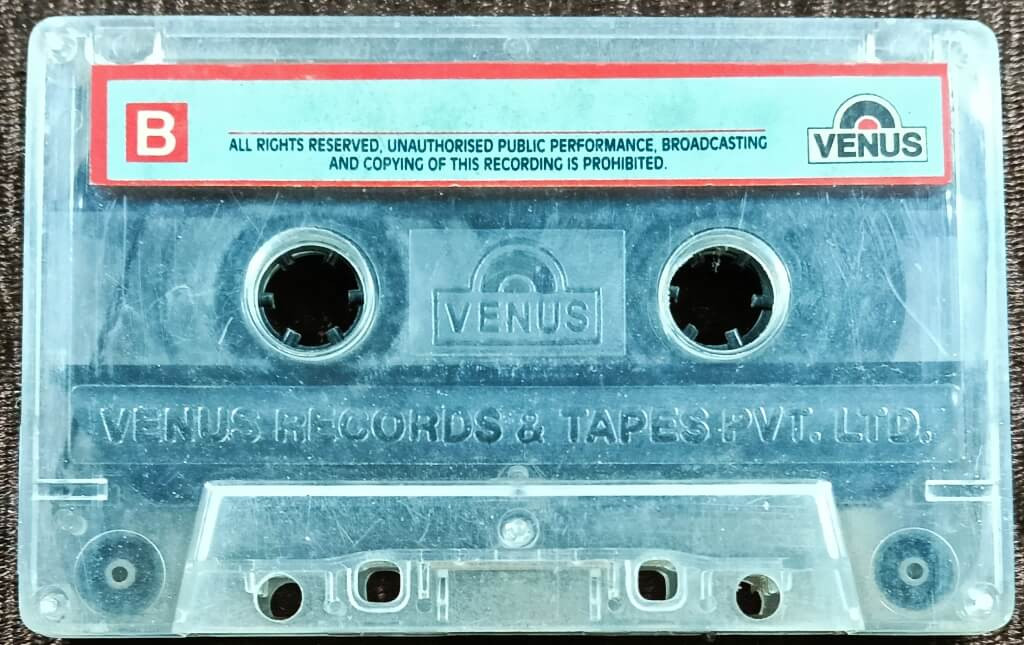 B
ALL RIGHTS RESERVED, UNAUTHORISED PUBLIC PERFORMANCE, BROADCASTING
AND COPYING OF THIS RECORDING IS PROHIBITED.
VENUS
VENUS
VENUS RECORDS & TAPES PVT. LTD.